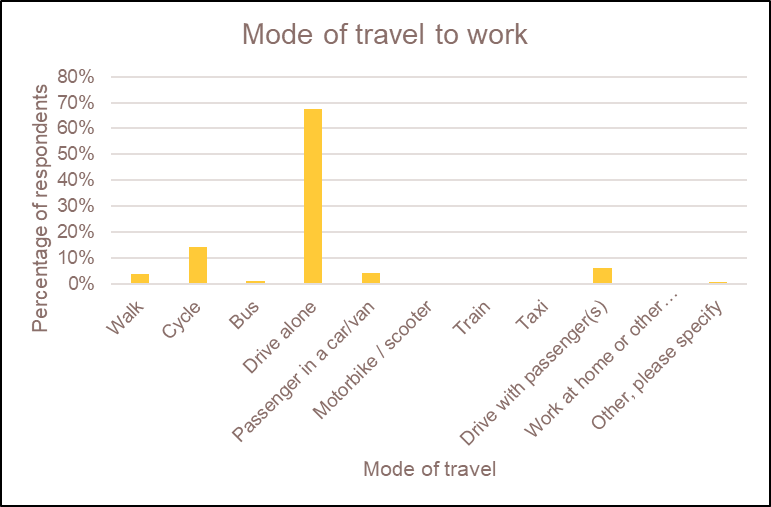 Mode of travel to work
Percentage of respondents
80%
70%
60%
50%
40%
30%
20%
10%
0%
Walk
Cycle
Bus
Drive alone
Passenger in a car/van
Motorbike / scooter
Train
Taxi
Drive with passenger(s)
Work at home or other…
Other, please specify
Mode of travel